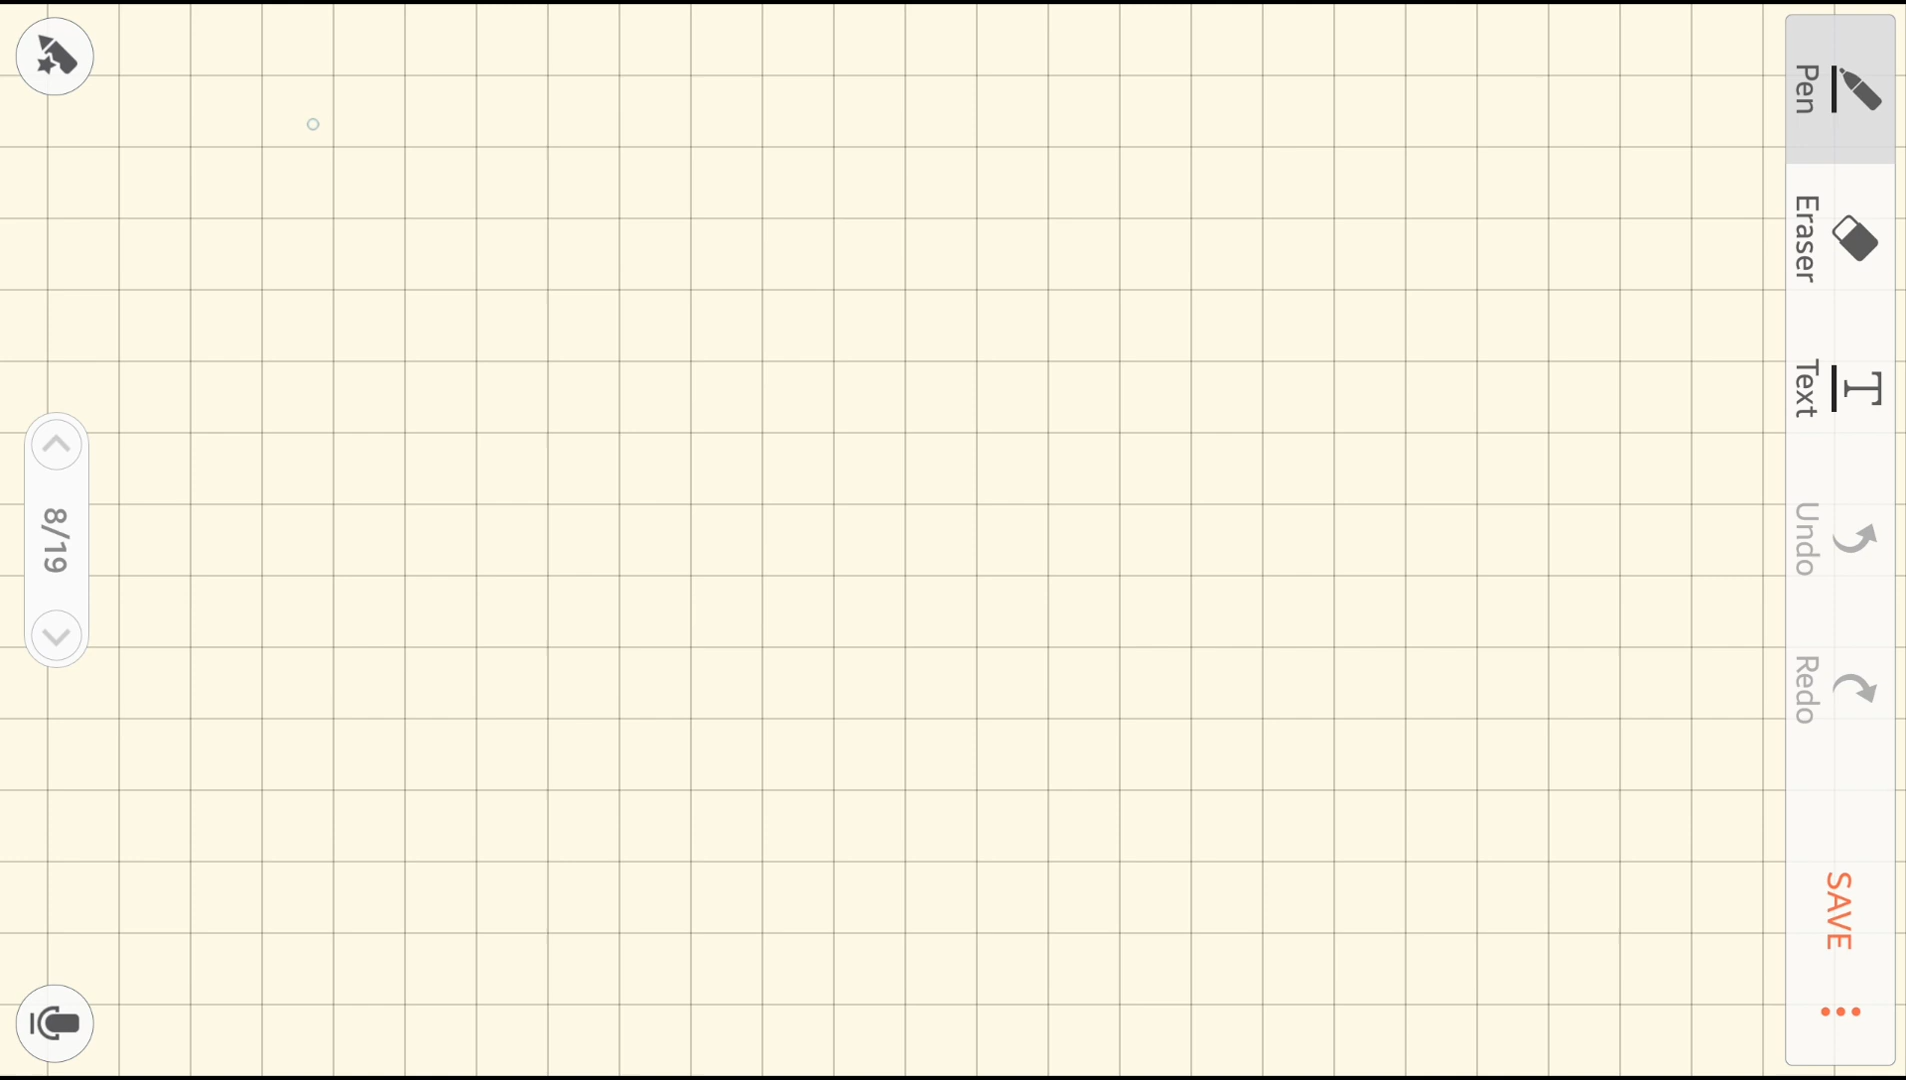 Pen
Eraser
Text
Undo
Redo
SAVE
8/19